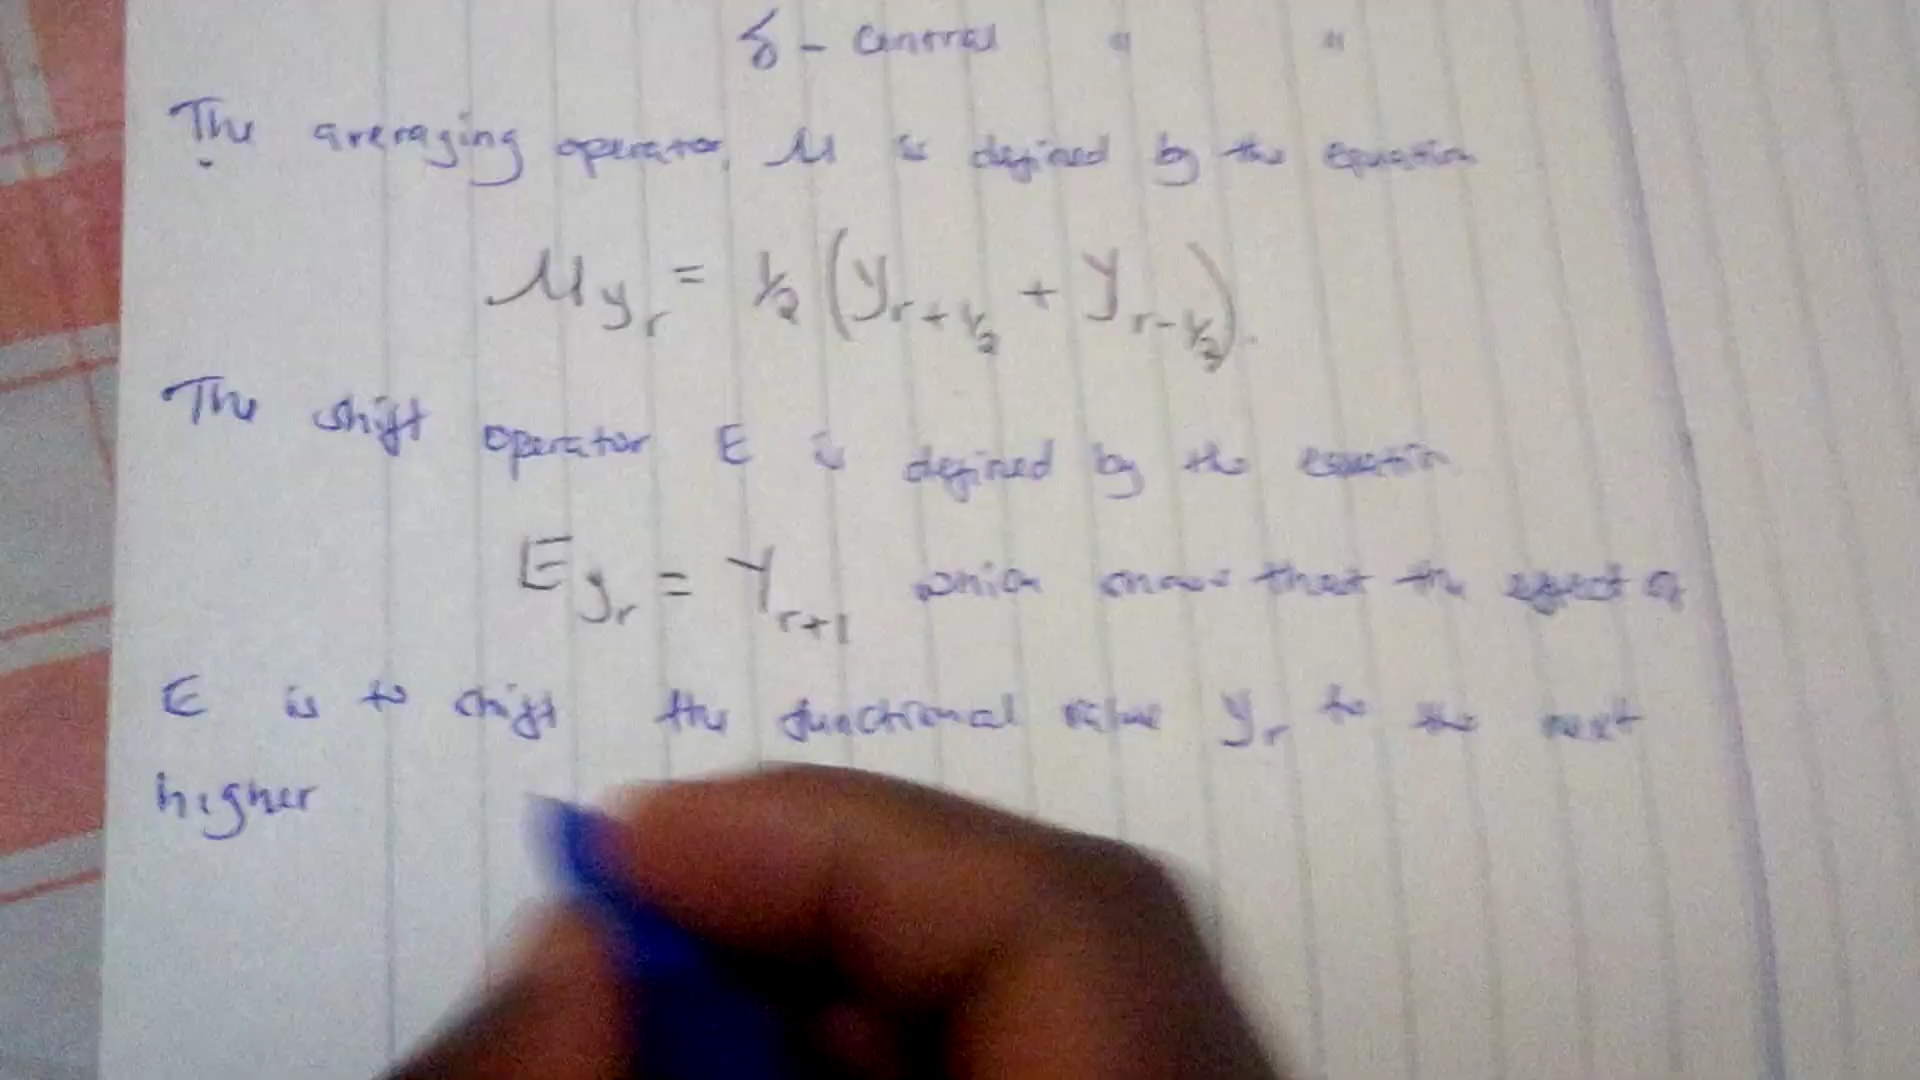 δ - Central " "
The averaging operator, μ is defined by the equation
μy_r = ½ (y_{r+½} + y_{r-½}).
The shift operator E is defined by the equation
Ey_r = y_{r+1} which shows that the effect of
E is to shift the functional value y_r to the next
higher